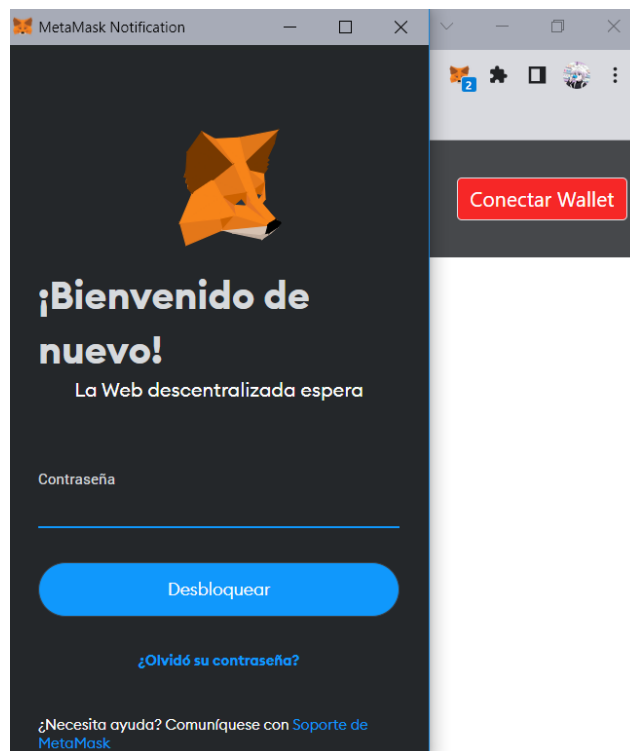 MetaMask Notification
2
Conectar Wallet
¡Bienvenido de
nuevo!
La Web descentralizada espera
Contraseña
Desbloquear
¿Olvidó su contraseña?
¿Necesita ayuda? Comuníquese con Soporte de
MetaMask